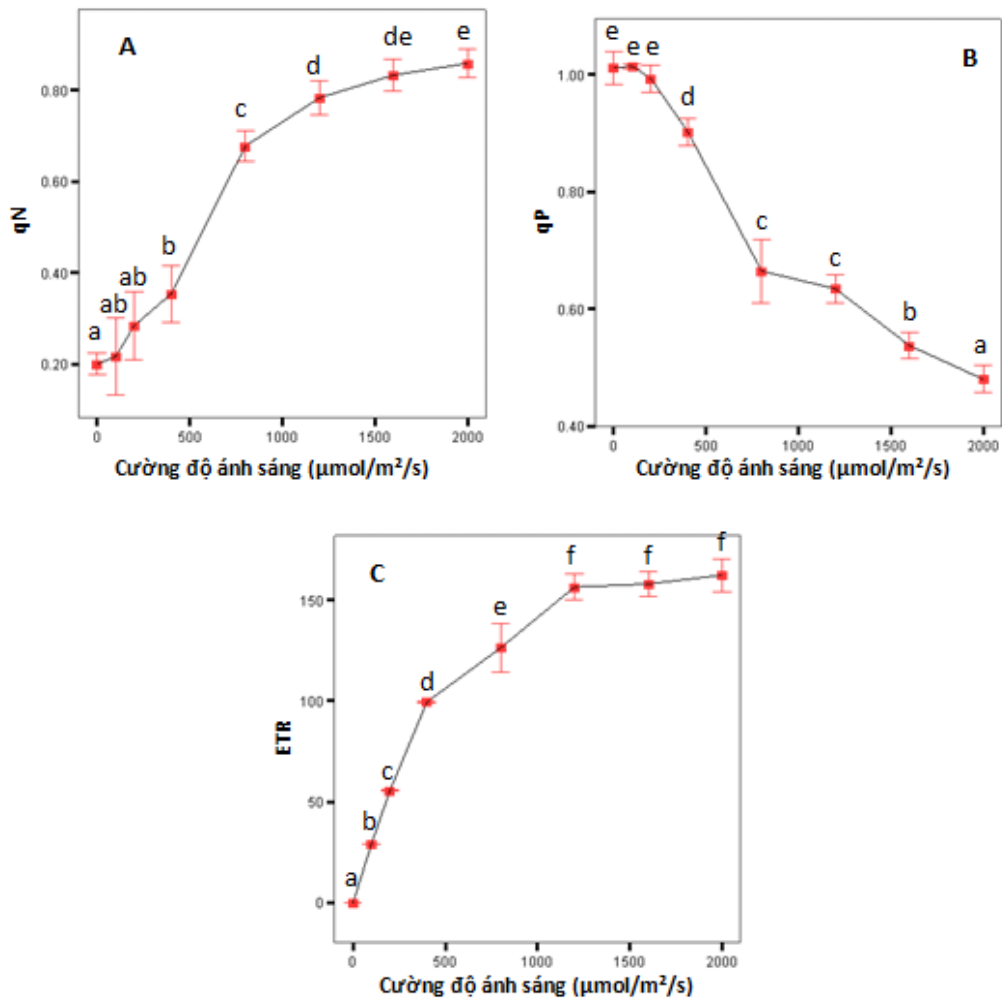 A
e
de
d
c
b
ab
ab
a
0.80
0.60
0.40
0.20
qN
0 500 1000 1500 2000
Cường độ ánh sáng (µmol/m²/s)
B
e
e e
d
c
c
b
a
1.00
0.80
0.60
0.40
qP
0 500 1000 1500 2000
Cường độ ánh sáng (µmol/m²/s)
C
f
f
f
e
d
c
b
a
150
100
50
0
ETR
0 500 1000 1500 2000
Cường độ ánh sáng (µmol/m²/s)